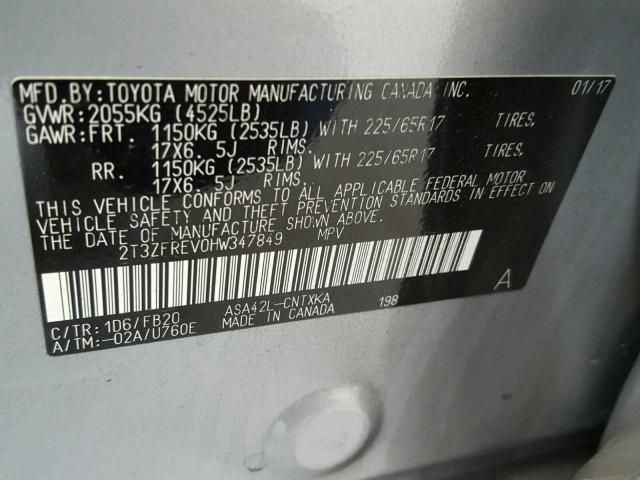 MFD.BY:TOYOTA MOTOR MANUFACTURING CANADA INC. 01/17
GVWR:2055KG (4525LB)
GAWR:FRT. 1150KG (2535LB) WITH 225/65R17 TIRES,
17X6.5J RIMS.
RR. 1150KG (2535LB) WITH 225/65R17 TIRES,
17X6.5J RIMS.
THIS VEHICLE CONFORMS TO ALL APPLICABLE FEDERAL MOTOR
VEHICLE SAFETY AND THEFT PREVENTION STANDARDS IN EFFECT ON
THE DATE OF MANUFACTURE SHOWN ABOVE.
2T3ZFREV0HW347849 MPV
A
C/TR: 1D6/FB20 ASA42L-CNTXKA 198
A/TM:-02A/U760E MADE IN CANADA